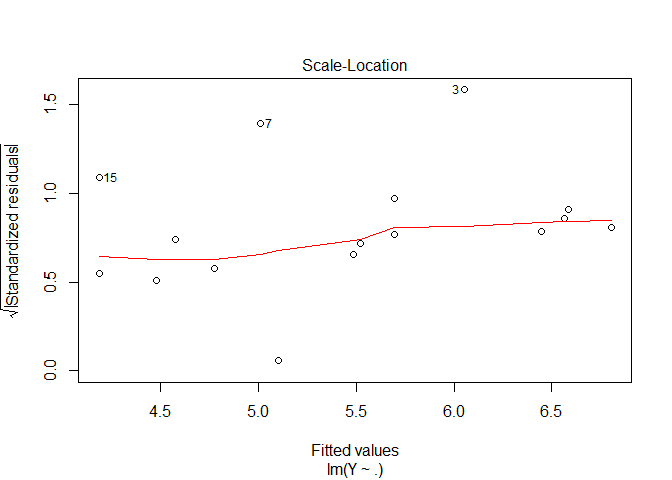 Scale-Location
√|Standardized residuals|
1.5
1.0
0.5
0.0
3
7
15
4.5 5.0 5.5 6.0 6.5
Fitted values
lm(Y ~ .)